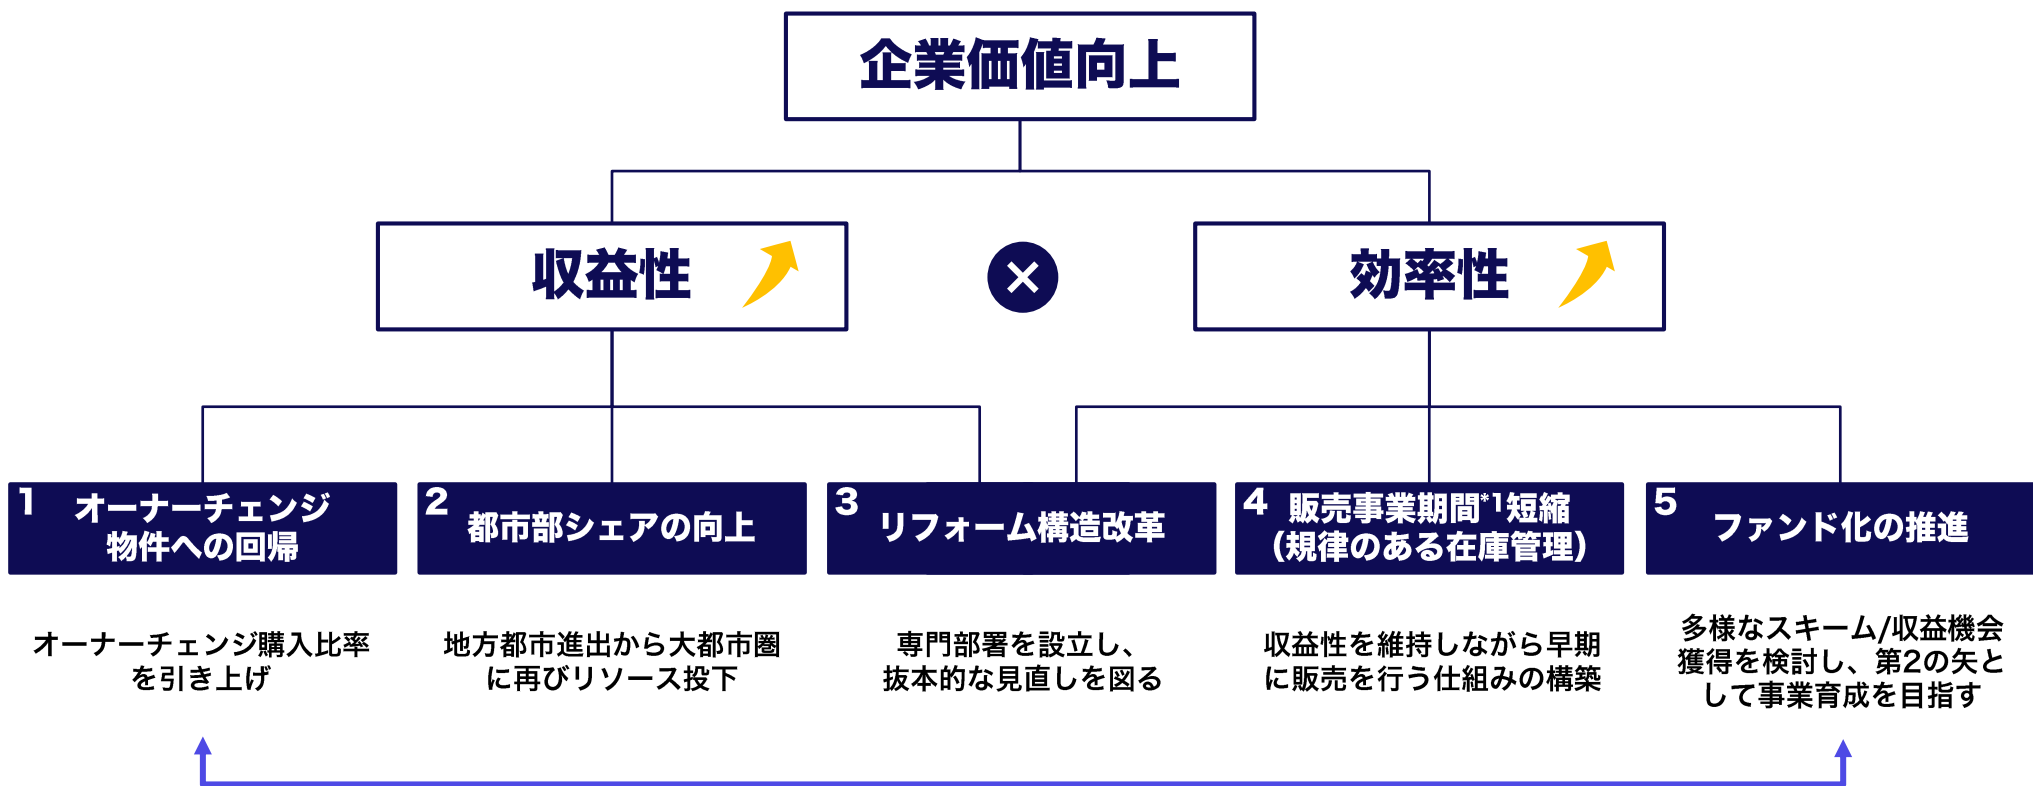 企業価値向上
収益性
×
効率性
1
オーナーチェンジ
物件への回帰
2
都市部シェアの向上
3
リフォーム構造改革
4
販売事業期間*1短縮
(規律のある在庫管理)
5
ファンド化の推進
オーナーチェンジ購入比率
を引き上げ
地方都市進出から大都市圏
に再びリソース投下
専門部署を設立し、
抜本的な見直しを図る
収益性を維持しながら早期
に販売を行う仕組みの構築
多様なスキーム/収益機会
獲得を検討し、第2の矢と
して事業育成を目指す